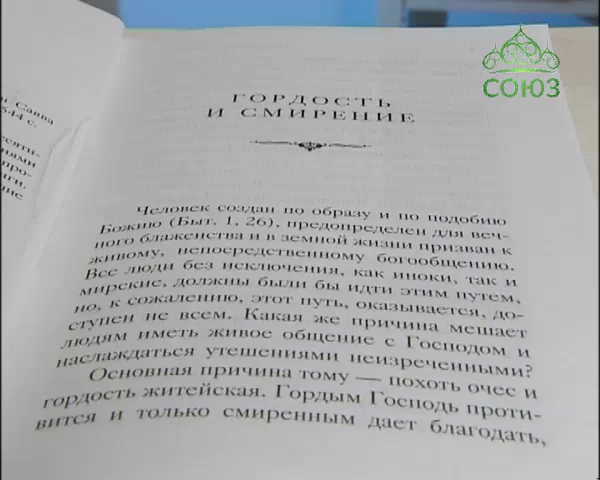 СОЮЗ
Савва
544 с.
ГОРДОСТЬ
И СМИРЕНИЕ
Человек создан по образу и по подобию
Божию (Быт. 1, 26), предопределен для веч-
ного блаженства и в земной жизни призван к
живому, непосредственному богообщению.
Все люди без исключения, как иноки, так и
мирские, должны были бы идти этим путем,
но, к сожалению, этот путь, оказывается, до-
ступен не всем. Какая же причина мешает
людям иметь живое общение с Господом и
наслаждаться утешениями неизреченными?
Основная причина тому — похоть очес и
гордость житейская. Гордым Господь проти-
вится и только смиренным дает благодать,